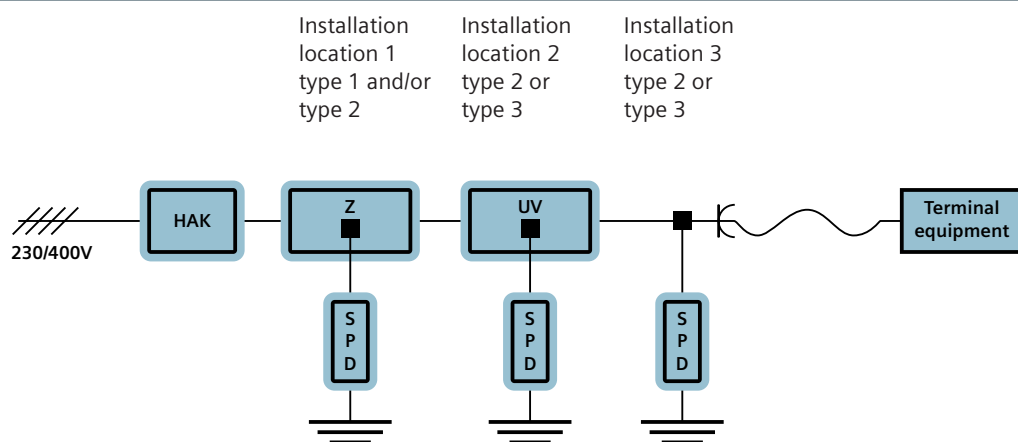 Installation
location 1
type 1 and/or
type 2
Installation
location 2
type 2 or
type 3
Installation
location 3
type 2 or
type 3
230/400V
HAK
Z
UV
Terminal
equipment
S
P
D
S
P
D
S
P
D